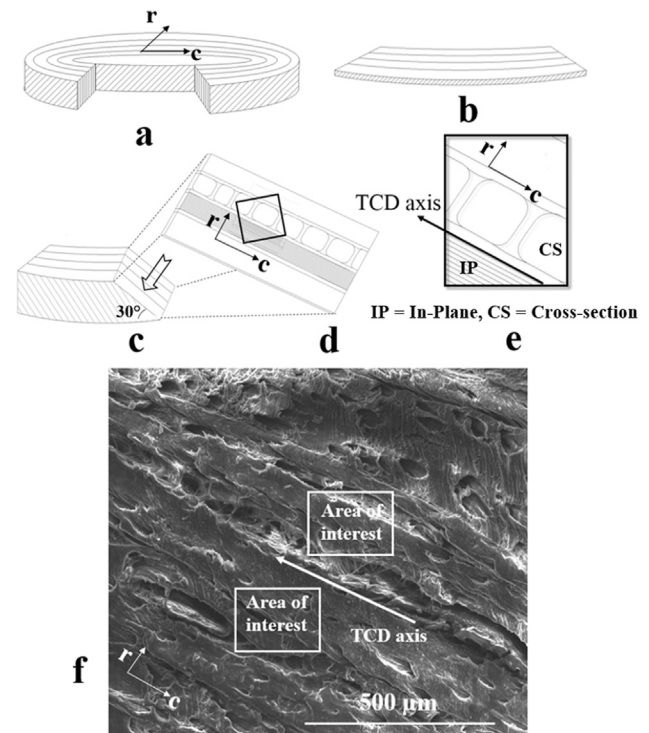 r
c
a
b
r
c
30°
c
d
r
c
TCD axis
CS
IP
IP = In-Plane, CS = Cross-section
e
Area of
interest
Area of
interest
TCD axis
r
c
f
500 µm